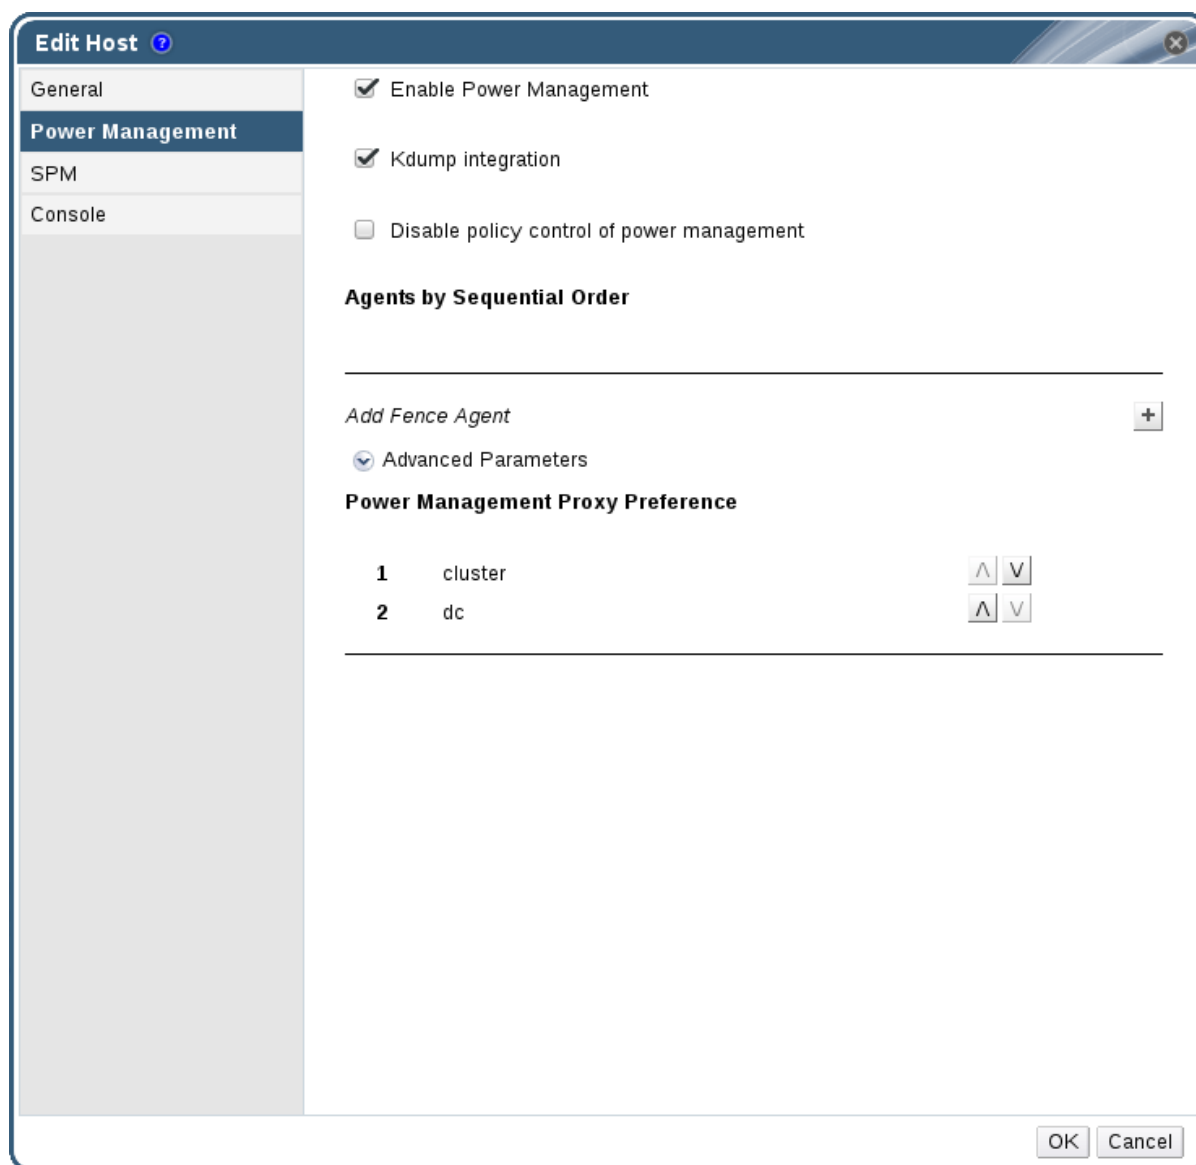 Edit Host ?
General
Power Management
SPM
Console
Enable Power Management
Kdump integration
Disable policy control of power management
Agents by Sequential Order
Add Fence Agent +
Advanced Parameters
Power Management Proxy Preference
1 cluster
2 dc
OK Cancel